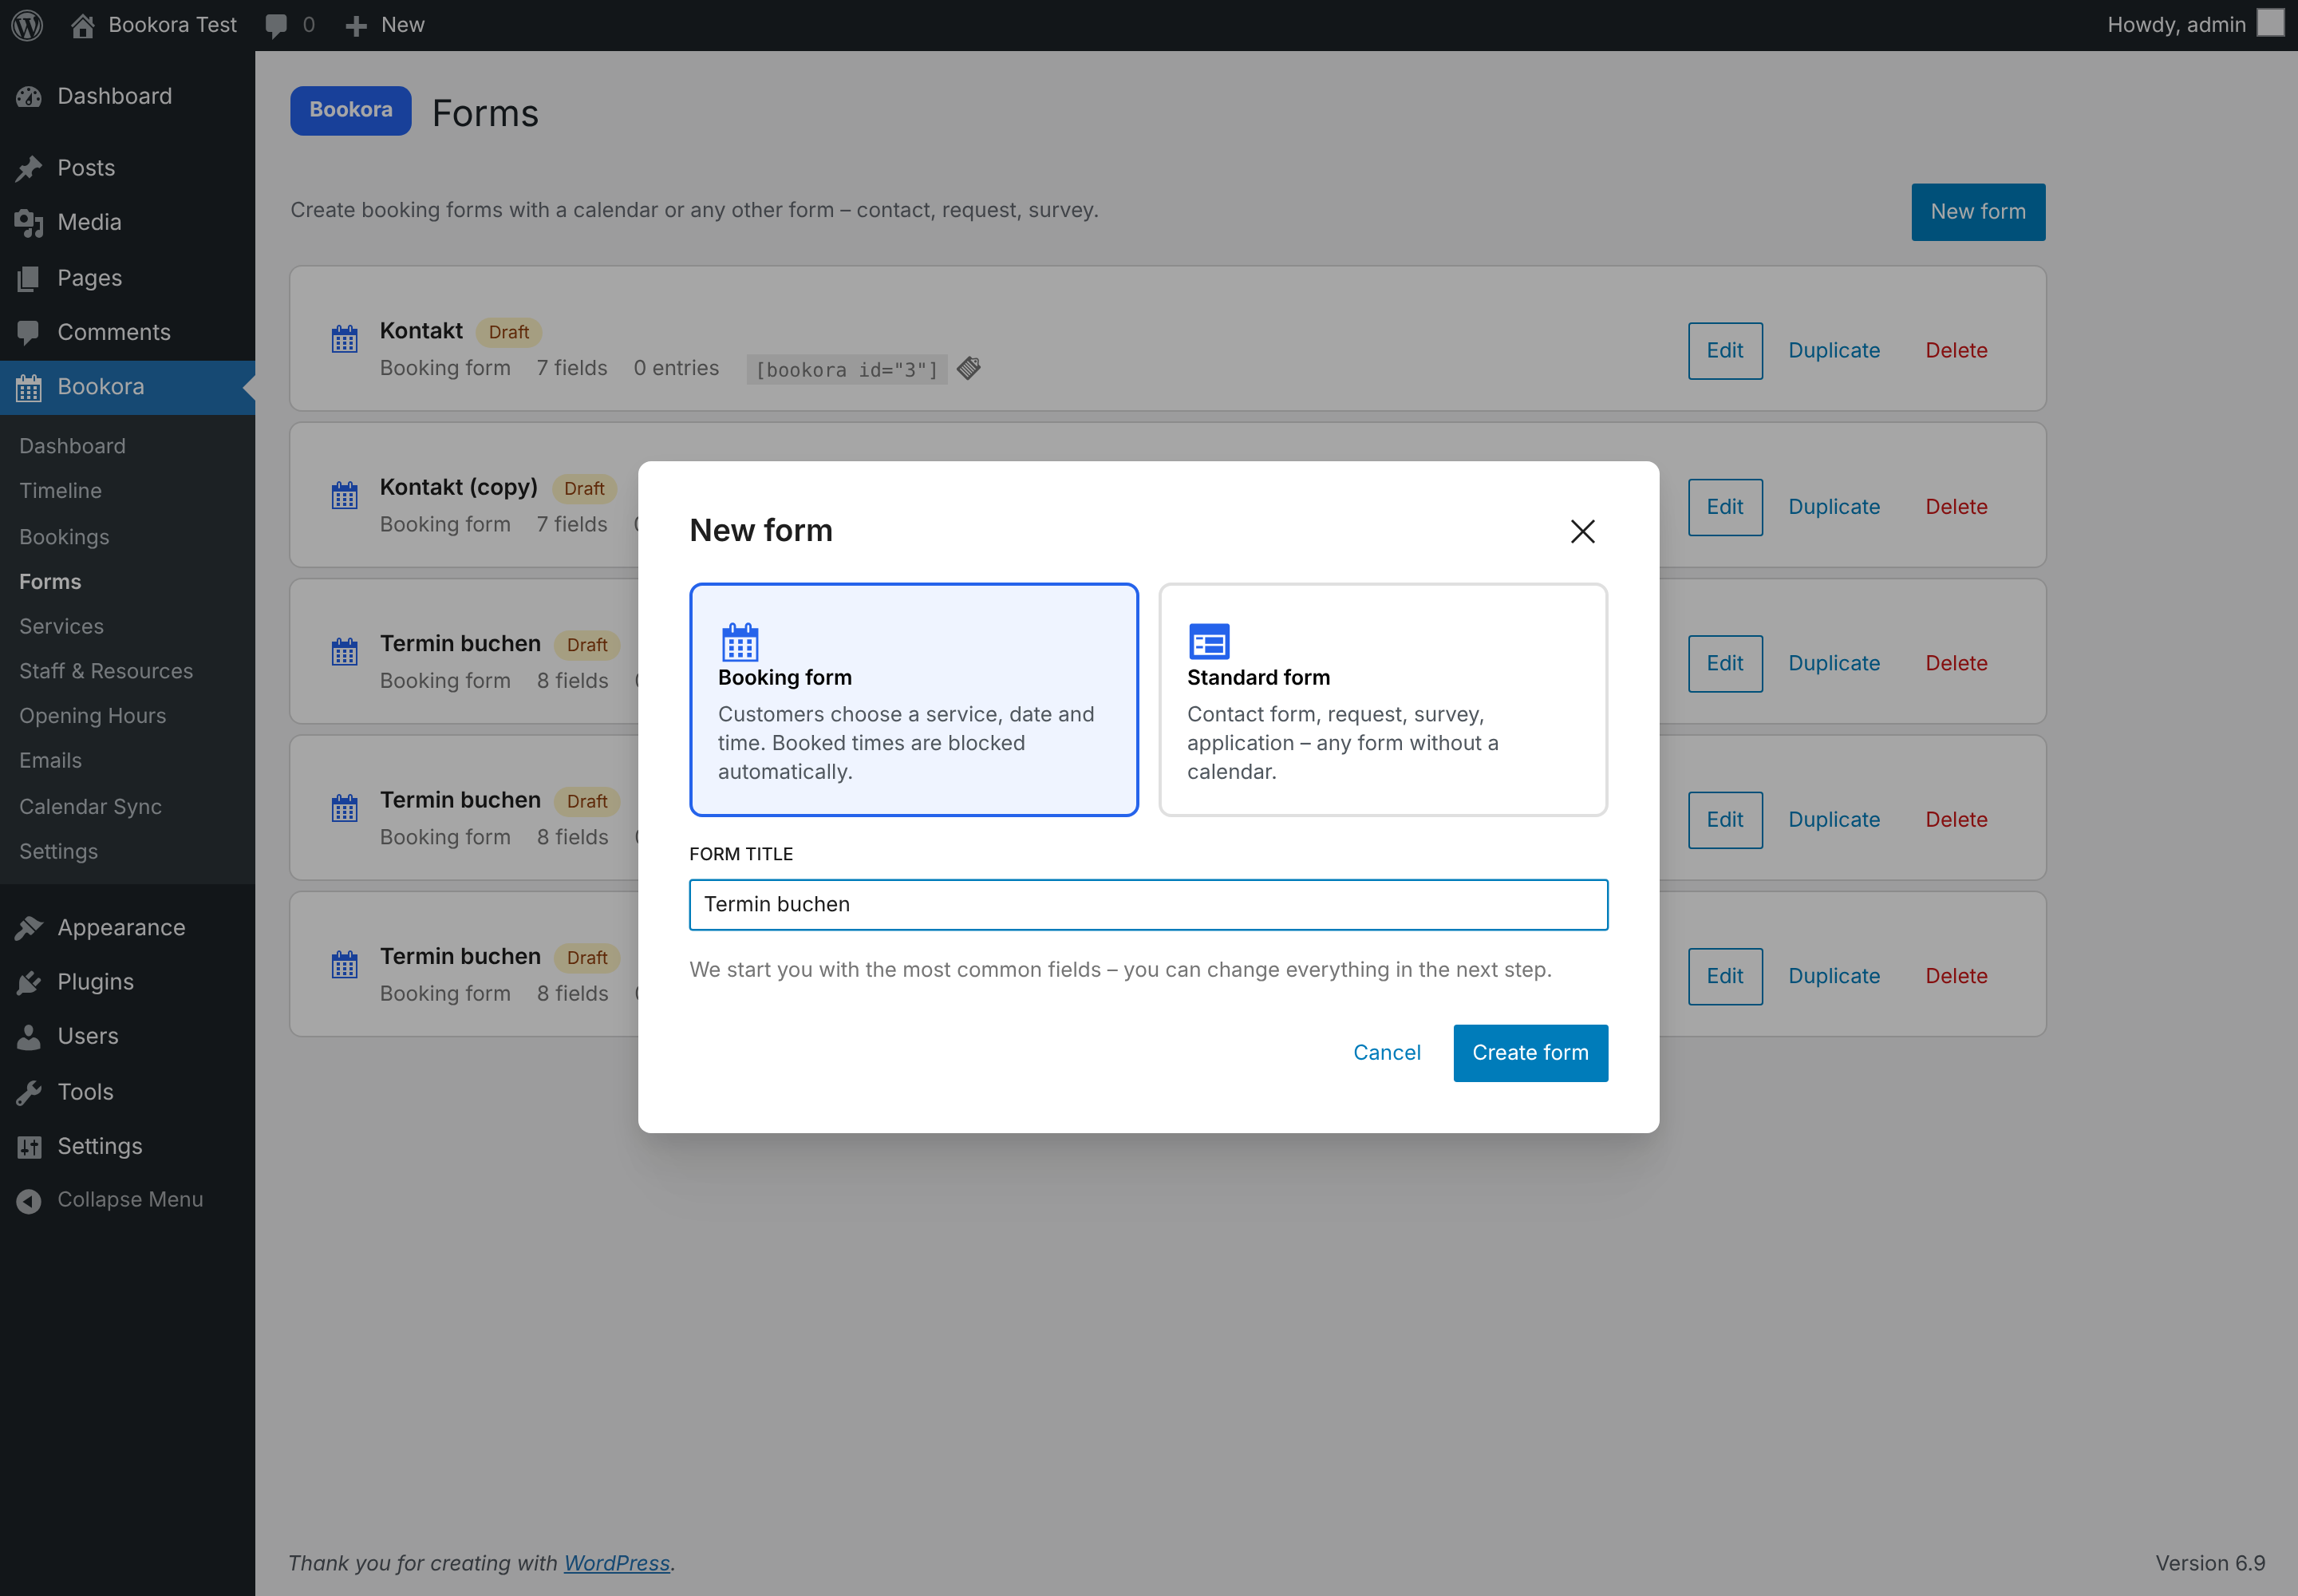 Bookora Test 0 New Howdy, admin
Dashboard
Posts
Media
Pages
Comments
Bookora
Dashboard
Timeline
Bookings
Forms
Services
Staff & Resources
Opening Hours
Emails
Calendar Sync
Settings
Appearance
Plugins
Users
Tools
Settings
Collapse Menu
Bookora Forms
Create booking forms with a calendar or any other form – contact, request, survey.
New form
Kontakt Draft
Booking form 7 fields 0 entries [bookora id="3"]
Edit Duplicate Delete
Kontakt (copy) Draft
Booking form 7 fields
Edit Duplicate Delete
Termin buchen Draft
Booking form 8 fields
Edit Duplicate Delete
Termin buchen Draft
Booking form 8 fields
Edit Duplicate Delete
Termin buchen Draft
Booking form 8 fields
Edit Duplicate Delete
New form
Booking form
Customers choose a service, date and
time. Booked times are blocked
automatically.
Standard form
Contact form, request, survey,
application – any form without a
calendar.
FORM TITLE
Termin buchen
We start you with the most common fields – you can change everything in the next step.
Cancel Create form
Thank you for creating with WordPress.
Version 6.9